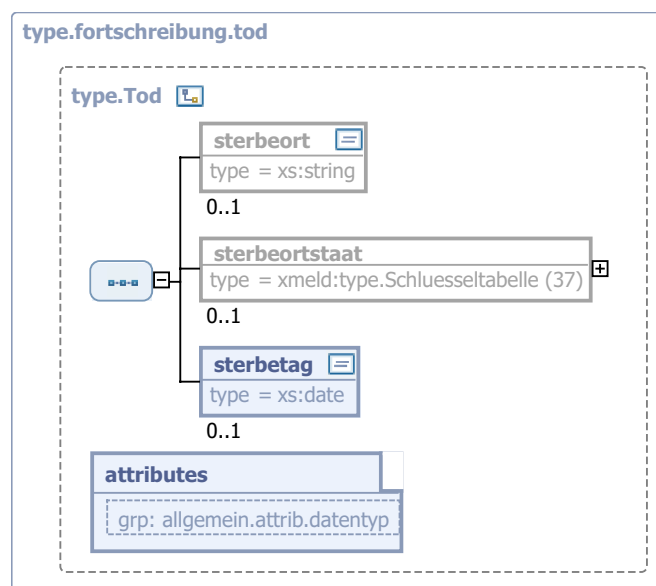 type.fortschreibung.tod
type.Tod
sterbeort
type = xs:string
0..1
sterbeortstaat
type = xmeld:type.Schluesseltabelle (37)
0..1
sterbetag
type = xs:date
0..1
attributes
grp: allgemein.attrib.datentyp